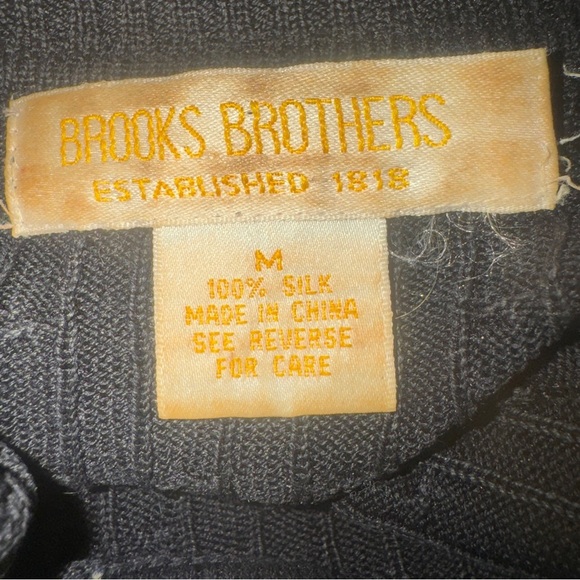 BROOKS BROTHERS
ESTABLISHED 1818
M
100% SILK
MADE IN CHINA
SEE REVERSE
FOR CARE